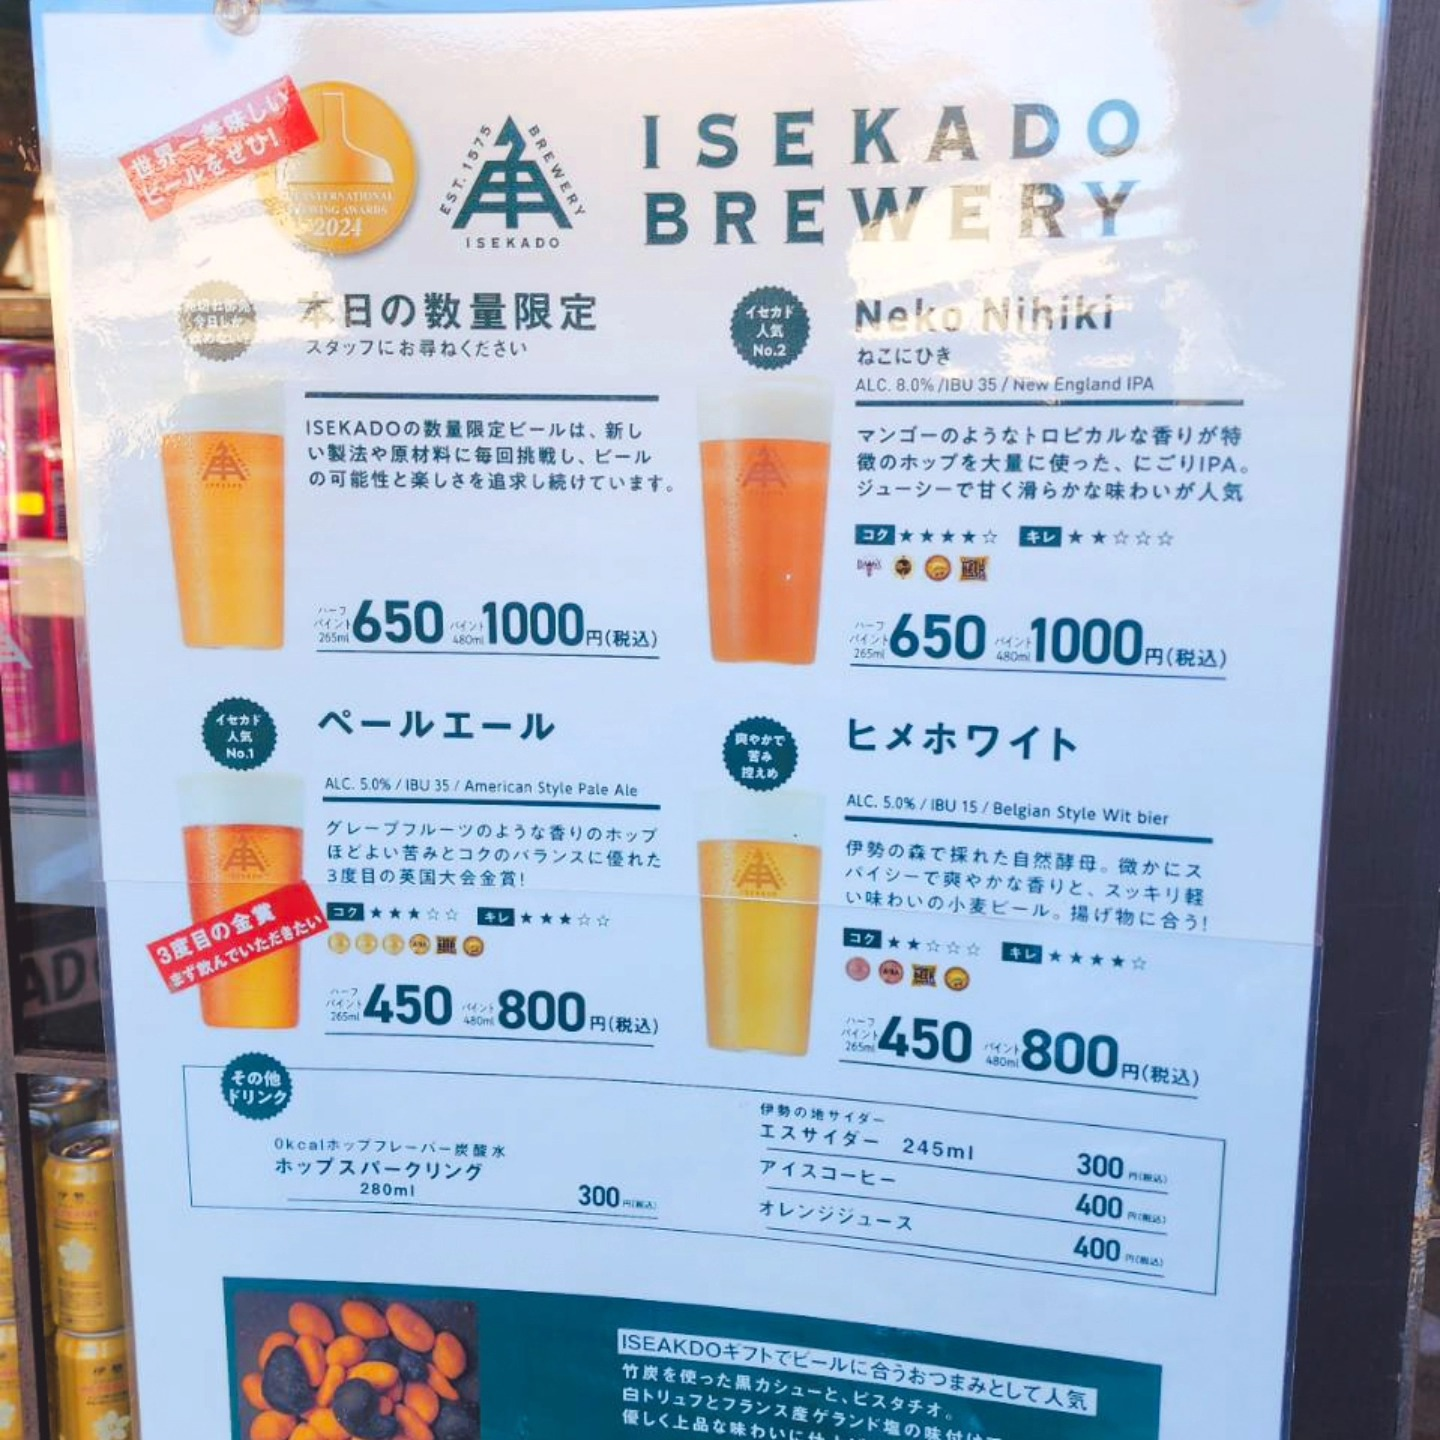 世界一美味しい
ビールをぜひ!
INTERNATIONAL
BREWING AWARDS
2024
EST. 1575 BREWERY
ISEKADO
ISEKADO
BREWERY
今日しか
本日の数量限定
スタッフにお尋ねください
ISEKADOの数量限定ビールは、新し
い製法や原材料に毎回挑戦し、ビール
の可能性と楽しさを追求し続けています。
ハーフ
パイント
265ml
650
パイント
480ml
1000円(税込)
イセカド
人気
No.2
Neko Nihiki
ねこにひき
ALC. 8.0% /IBU 35 / New England IPA
マンゴーのようなトロピカルな香りが特
徴のホップを大量に使った、にごりIPA。
ジューシーで甘く滑らかな味わいが人気
コク ★★★★☆ キレ ★★☆☆☆
ハーフ
パイント
265ml
650
パイント
480ml
1000円(税込)
イセカド
人気
No.1
ペールエール
ALC. 5.0% / IBU 35 / American Style Pale Ale
グレープフルーツのような香りのホップ
ほどよい苦みとコクのバランスに優れた
3度目の英国大会金賞!
コク ★★★☆☆ キレ ★★★☆☆
3度目の金賞
まず飲んでいただきたい
ハーフ
パイント
265ml
450
パイント
480ml
800円(税込)
爽やかで
苦み
控えめ
ヒメホワイト
ALC. 5.0% / IBU 15 / Belgian Style Wit bier
伊勢の森で採れた自然酵母。微かにス
パイシーで爽やかな香りと、スッキリ軽
い味わいの小麦ビール。揚げ物に合う!
コク ★★☆☆☆ キレ ★★★★☆
ハーフ
パイント
265ml
450
パイント
480ml
800円(税込)
その他
ドリンク
0kcalホップフレーバー炭酸水
ホップスパークリング
280ml
300円(税込)
伊勢の地サイダー
エスサイダー 245ml
300円(税込)
アイスコーヒー
400円(税込)
オレンジジュース
400円(税込)
ISEAKDOギフトでビールに合うおつまみとして人気
竹炭を使った黒カシューと、ピスタチオ。
白トリュフとフランス産ゲランド塩の味付け
優しく上品な味わいに
伊勢
伊勢